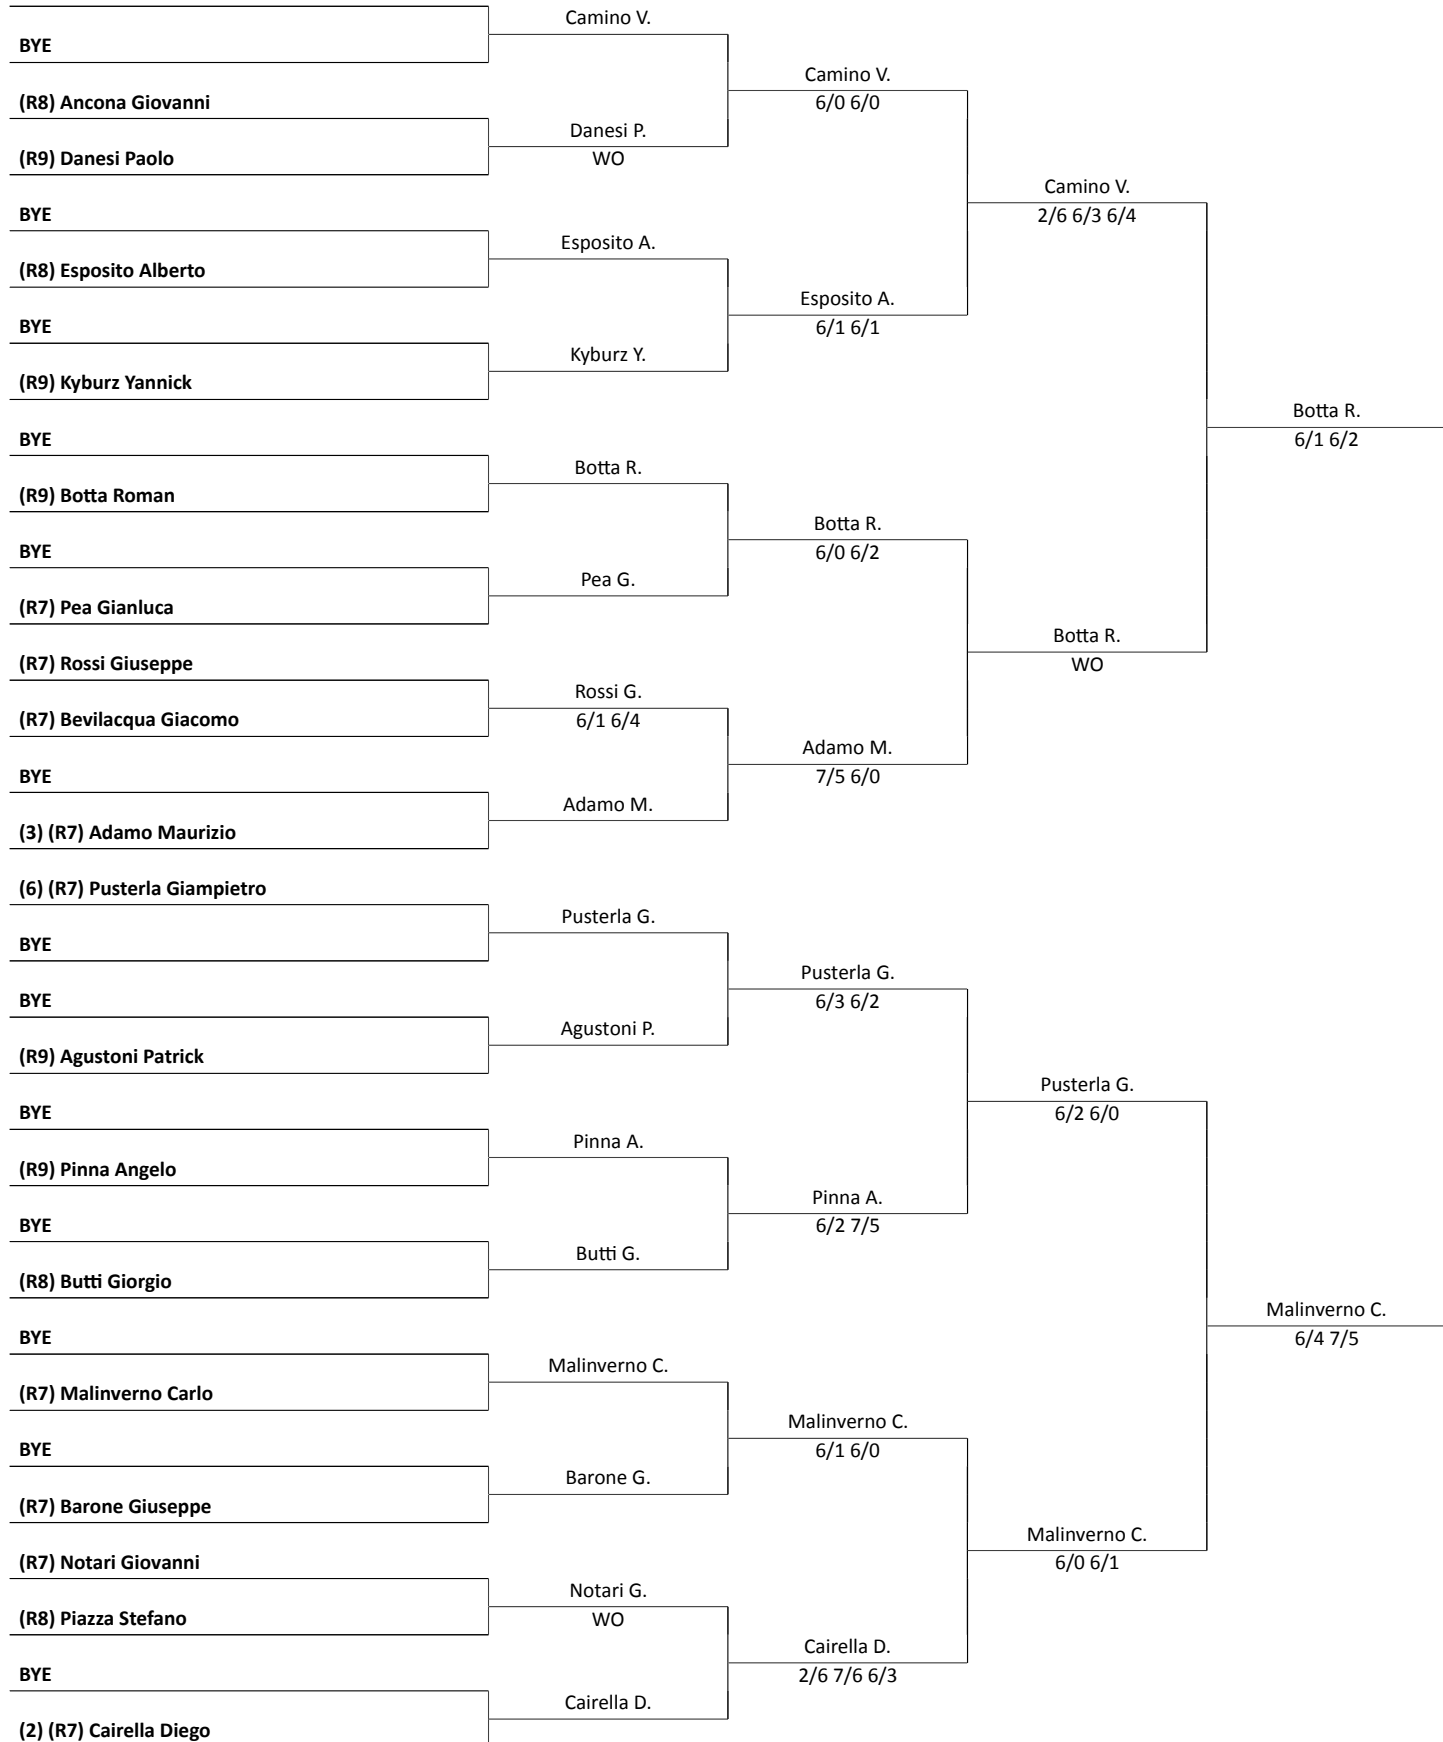 BYE
(R8) Ancona Giovanni
(R9) Danesi Paolo
BYE
(R8) Esposito Alberto
BYE
(R9) Kyburz Yannick
BYE
(R9) Botta Roman
BYE
(R7) Pea Gianluca
(R7) Rossi Giuseppe
(R7) Bevilacqua Giacomo
BYE
(3) (R7) Adamo Maurizio
(6) (R7) Pusterla Giampietro
BYE
BYE
(R9) Agustoni Patrick
BYE
(R9) Pinna Angelo
BYE
(R8) Butti Giorgio
BYE
(R7) Malinverno Carlo
BYE
(R7) Barone Giuseppe
(R7) Notari Giovanni
(R8) Piazza Stefano
BYE
(2) (R7) Cairella Diego
Camino V.
Danesi P.
WO
Esposito A.
Kyburz Y.
Botta R.
Pea G.
Rossi G.
6/1 6/4
Adamo M.
Pusterla G.
Agustoni P.
Pinna A.
Butti G.
Malinverno C.
Barone G.
Notari G.
WO
Cairella D.
Camino V.
6/0 6/0
Esposito A.
6/1 6/1
Botta R.
6/0 6/2
Adamo M.
7/5 6/0
Pusterla G.
6/3 6/2
Pinna A.
6/2 7/5
Malinverno C.
6/1 6/0
Cairella D.
2/6 7/6 6/3
Camino V.
2/6 6/3 6/4
Botta R.
WO
Pusterla G.
6/2 6/0
Malinverno C.
6/0 6/1
Botta R.
6/1 6/2
Malinverno C.
6/4 7/5